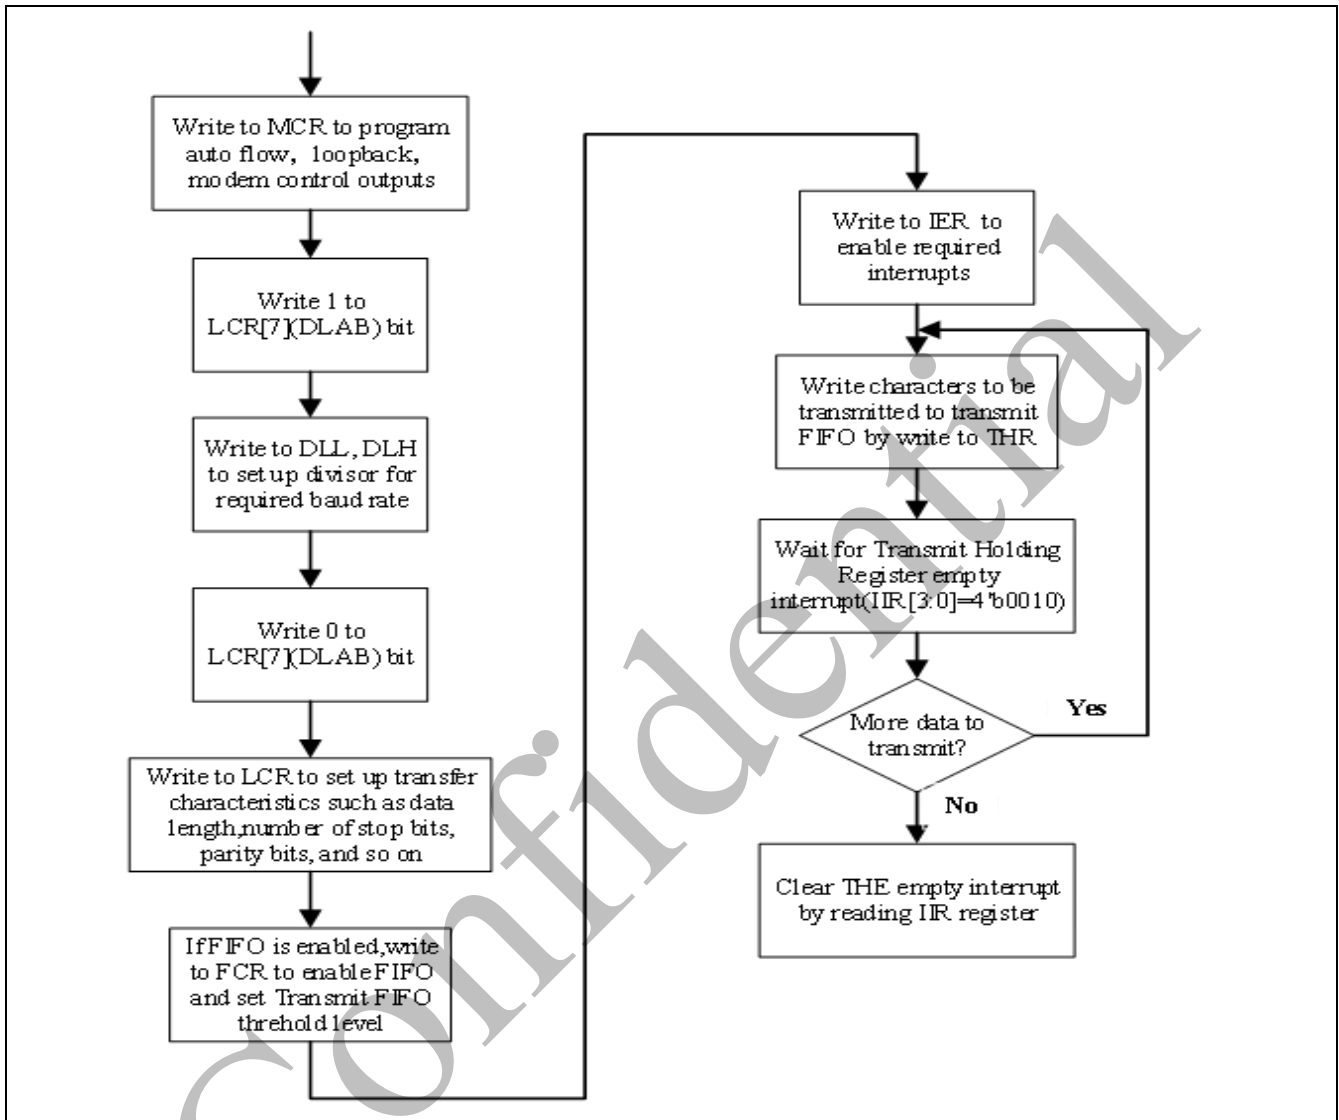 Write to MCR to program
auto flow, loopback,
modem control outputs
Write 1 to
LCR[7](DLAB) bit
Write to DLL, DLH
to set up divisor for
required baud rate
Write 0 to
LCR[7](DLAB) bit
Write to LCR to set up transfer
characteristics such as data
length,number of stop bits,
parity bits, and so on
If FIFO is enabled,write
to FCR to enable FIFO
and set Transmit FIFO
threhold level
Write to IER to
enable required
interrupts
Write characters to be
transmitted to transmit
FIFO by write to THR
Wait for Transmit Holding
Register empty
interrupt(IIR[3:0]=4'b0010)
More data to
transmit?
Yes
No
Clear THE empty interrupt
by reading IIR register
Confidential